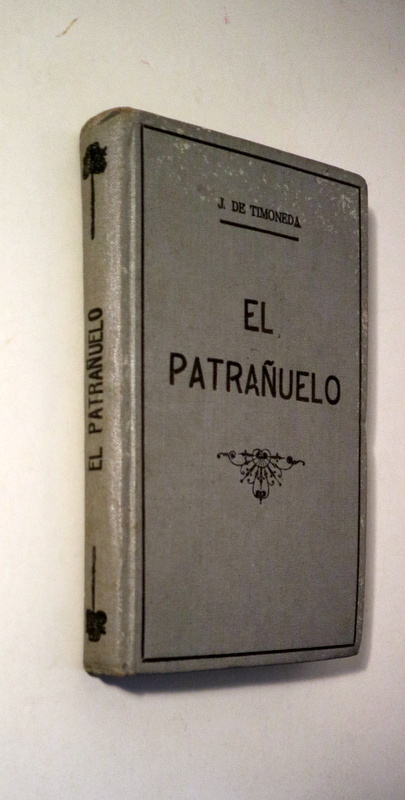 J. DE TIMONEDA
EL
PATRAÑUELO
EL PATRAÑUELO